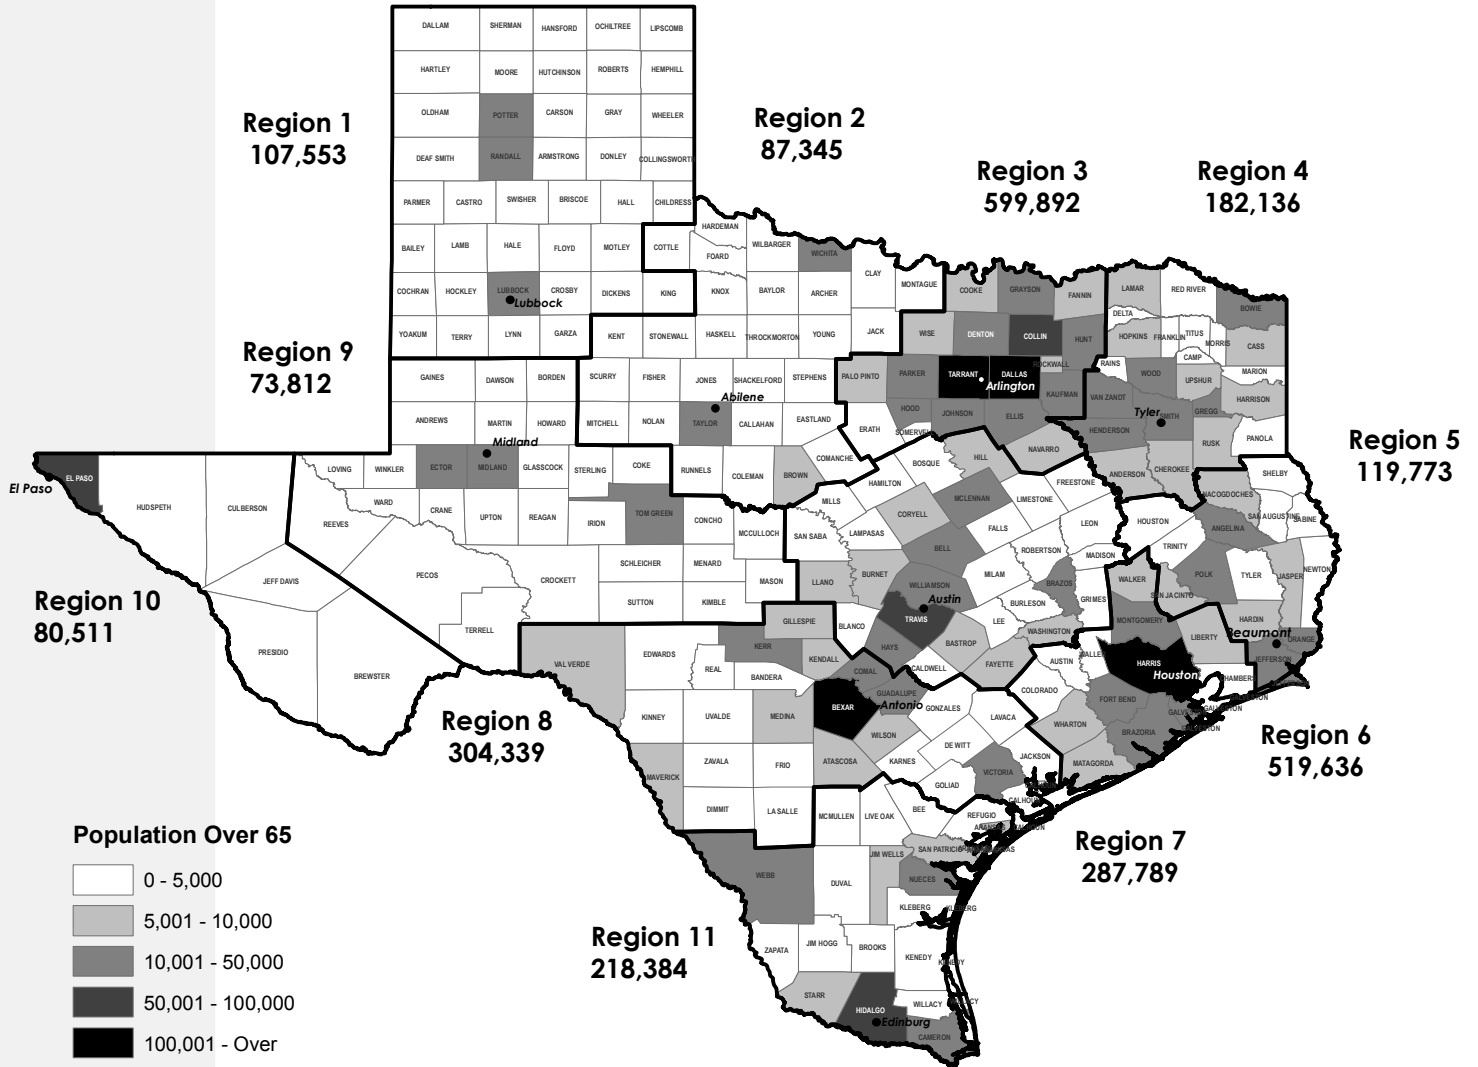 DALLAM SHERMAN HANSFORD OCHILTREE LIPSCOMB
HARTLEY MOORE HUTCHINSON ROBERTS HEMPHILL
OLDHAM POTTER CARSON GRAY WHEELER
Region 1
107,553
Region 2
87,345
DEAF SMITH RANDALL ARMSTRONG DONLEY COLLINGSWORTH
Region 3
599,892
Region 4
182,136
PARMER CASTRO SWISHER BRISCOE HALL CHILDRESS
HARDEMAN
BAILEY LAMB HALE FLOYD MOTLEY COTTLE FOARD WILBARGER WICHITA
CLAY MONTAGUE COOKE GRAYSON FANNIN LAMAR RED RIVER BOWIE
COCHRAN HOCKLEY LUBBOCK CROSBY DICKENS KING KNOX BAYLOR ARCHER
Lubbock
DELTA
YOAKUM TERRY LYNN GARZA KENT STONEWALL HASKELL THROCKMORTON YOUNG JACK WISE DENTON COLLIN HUNT HOPKINS FRANKLIN TITUS MORRIS CASS
Region 9
73,812
CAMP
ROCKWALL RAINS MARION
GAINES DAWSON BORDEN SCURRY FISHER JONES SHACKELFORD STEPHENS PALO PINTO PARKER TARRANT DALLAS KAUFMAN VAN ZANDT WOOD UPSHUR HARRISON
Arlington
Abilene
ANDREWS MARTIN HOWARD MITCHELL NOLAN TAYLOR CALLAHAN EASTLAND ERATH HOOD JOHNSON ELLIS HENDERSON SMITH GREGG
Tyler
SOMERVELL
Midland
RUSK PANOLA
Region 5
119,773
LOVING WINKLER ECTOR MIDLAND GLASSCOCK STERLING COKE RUNNELS COLEMAN BROWN COMANCHE BOSQUE HILL NAVARRO ANDERSON CHEROKEE SHELBY
El Paso
EL PASO HUDSPETH CULBERSON REEVES WARD CRANE UPTON REAGAN IRION TOM GREEN CONCHO MCCULLOCH MILLS HAMILTON MCLENNAN LIMESTONE FREESTONE NACOGDOCHES
SAN AUGUSTINE SABINE
SAN SABA LAMPASAS CORYELL FALLS LEON HOUSTON ANGELINA
BELL ROBERTSON MADISON TRINITY
JEFF DAVIS PECOS CROCKETT SCHLEICHER MENARD MASON LLANO BURNET WILLIAMSON MILAM BRAZOS WALKER POLK TYLER JASPER NEWTON
Region 10
80,511
SUTTON KIMBLE GRIMES SAN JACINTO
Austin
BURLESON
TERRELL GILLESPIE BLANCO TRAVIS LEE WASHINGTON MONTGOMERY LIBERTY HARDIN
Beaumont
ORANGE
PRESIDIO BREWSTER VAL VERDE EDWARDS KERR KENDALL HAYS BASTROP FAYETTE AUSTIN WALLER HARRIS JEFFERSON
Houston
REAL BANDERA COMAL CALDWELL CHAMBERS
COLORADO FORT BEND GALVESTON
Region 8
304,339
KINNEY UVALDE MEDINA BEXAR GUADALUPE GONZALES LAVACA WHARTON BRAZORIA
Antonio
Region 6
519,636
WILSON DE WITT JACKSON MATAGORDA
MAVERICK ZAVALA FRIO ATASCOSA KARNES GOLIAD VICTORIA
DIMMIT LA SALLE MCMULLEN LIVE OAK BEE REFUGIO CALHOUN
Region 7
287,789
Population Over 65
0 - 5,000
5,001 - 10,000
10,001 - 50,000
50,001 - 100,000
100,001 - Over
WEBB DUVAL JIM WELLS SAN PATRICIO NUECES
KLEBERG
Region 11
218,384
ZAPATA JIM HOGG BROOKS KENEDY
STARR HIDALGO WILLACY
Edinburg
CAMERON